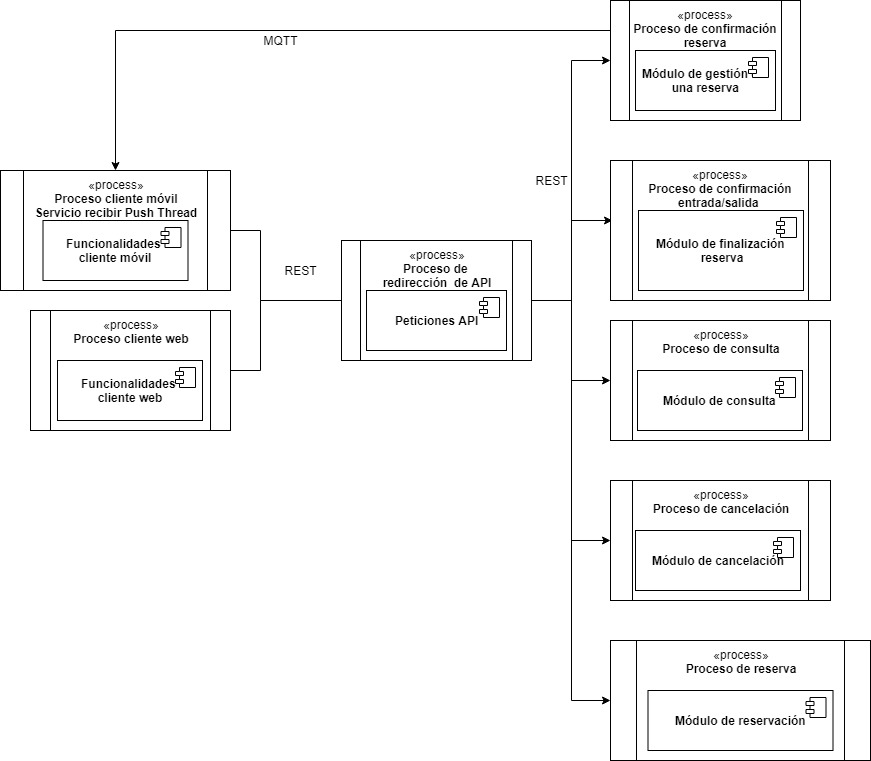 «process»
Proceso de confirmación
reserva
Módulo de gestión
una reserva
MQTT
«process»
Proceso cliente móvil
Servicio recibir Push Thread
Funcionalidades
cliente móvil
REST
«process»
Proceso de confirmación
entrada/salida
Módulo de finalización
reserva
REST
«process»
Proceso de
redirección  de API
Peticiones API
«process»
Proceso cliente web
Funcionalidades
cliente web
«process»
Proceso de consulta
Módulo de consulta
«process»
Proceso de cancelación
Módulo de cancelación
«process»
Proceso de reserva
Módulo de reservación